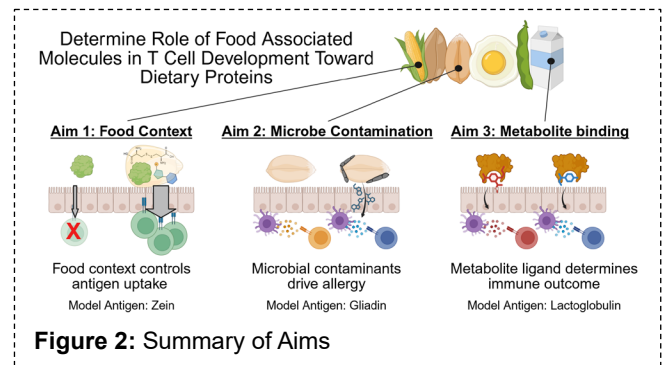 Determine Role of Food Associated
Molecules in T Cell Development Toward
Dietary Proteins
Aim 1: Food Context
Aim 2: Microbe Contamination
Aim 3: Metabolite binding
X
Food context controls
antigen uptake
Model Antigen: Zein
Microbial contaminants
drive allergy
Model Antigen: Gliadin
Metabolite ligand determines
immune outcome
Model Antigen: Lactoglobulin
Figure 2: Summary of Aims